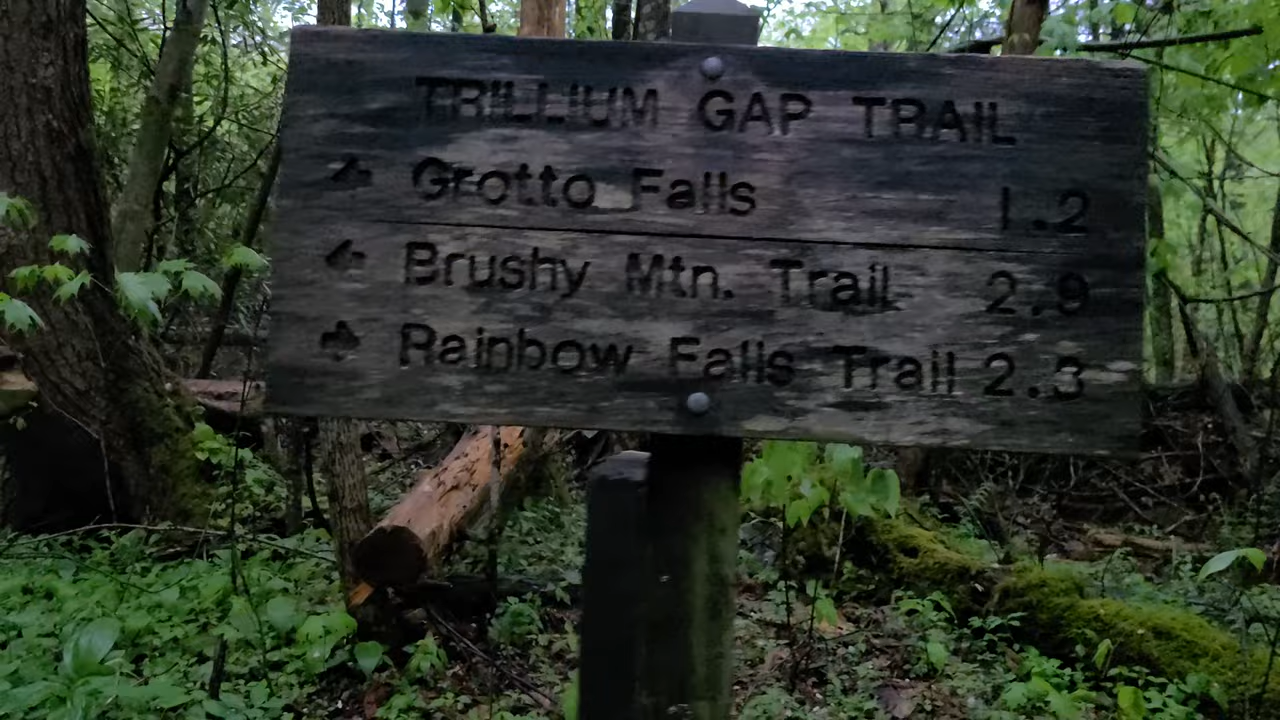 TRILLIUM GAP TRAIL
Grotto Falls 1.2
Brushy Mtn. Trail 2.9
Rainbow Falls Trail 2.3